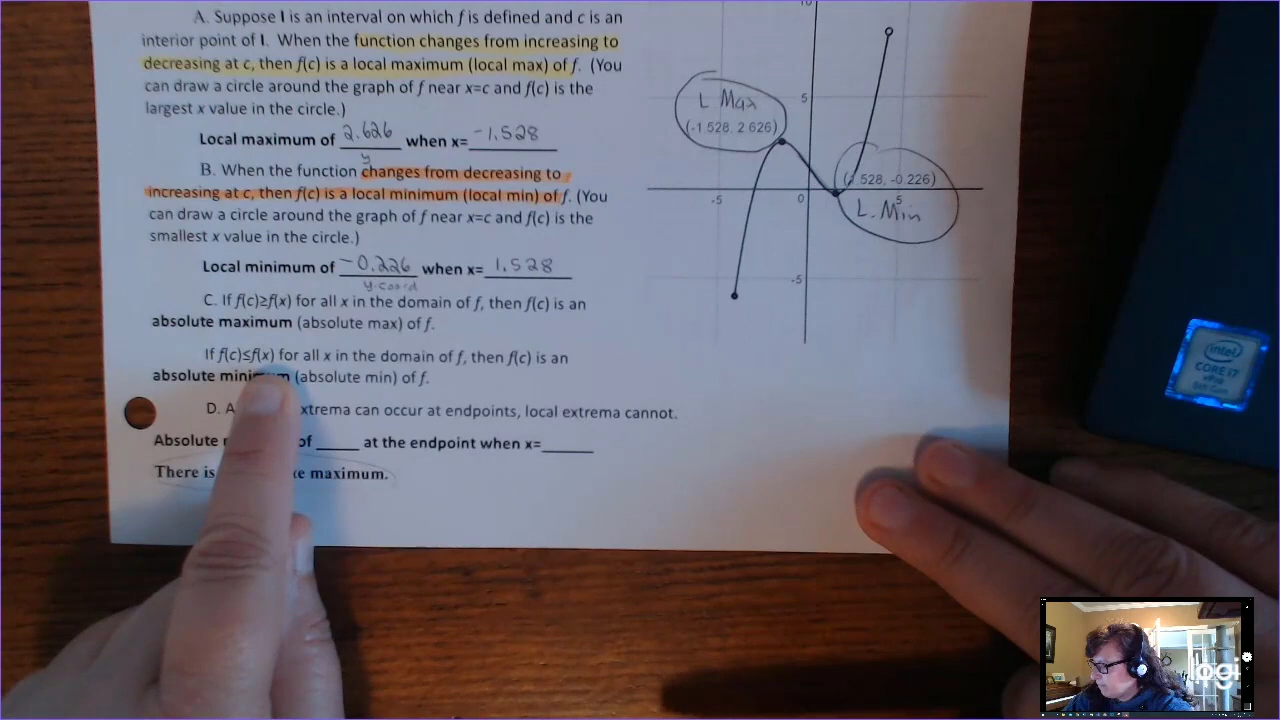 A. Suppose I is an interval on which f is defined and c is an
interior point of I. When the function changes from increasing to
decreasing at c, then f(c) is a local maximum (local max) of f. (You
can draw a circle around the graph of f near x=c and f(c) is the
largest x value in the circle.)
Local maximum of 2.626 when x= -1.528
y
B. When the function changes from decreasing to
increasing at c, then f(c) is a local minimum (local min) of f. (You
can draw a circle around the graph of f near x=c and f(c) is the
smallest x value in the circle.)
Local minimum of -0.226 when x= 1.528
y-coord
C. If f(c)≥f(x) for all x in the domain of f, then f(c) is an
absolute maximum (absolute max) of f.
If f(c)≤f(x) for all x in the domain of f, then f(c) is an
absolute minimum (absolute min) of f.
D. A xtrema can occur at endpoints, local extrema cannot.
Absolute of ____ at the endpoint when x=____
There is maximum.
10
5
L Max
(-1.528, 2.626)
528, -0.226)
-5
0
5
L. Min
-5
intel
CORE i7
vPro
8th Gen
logi